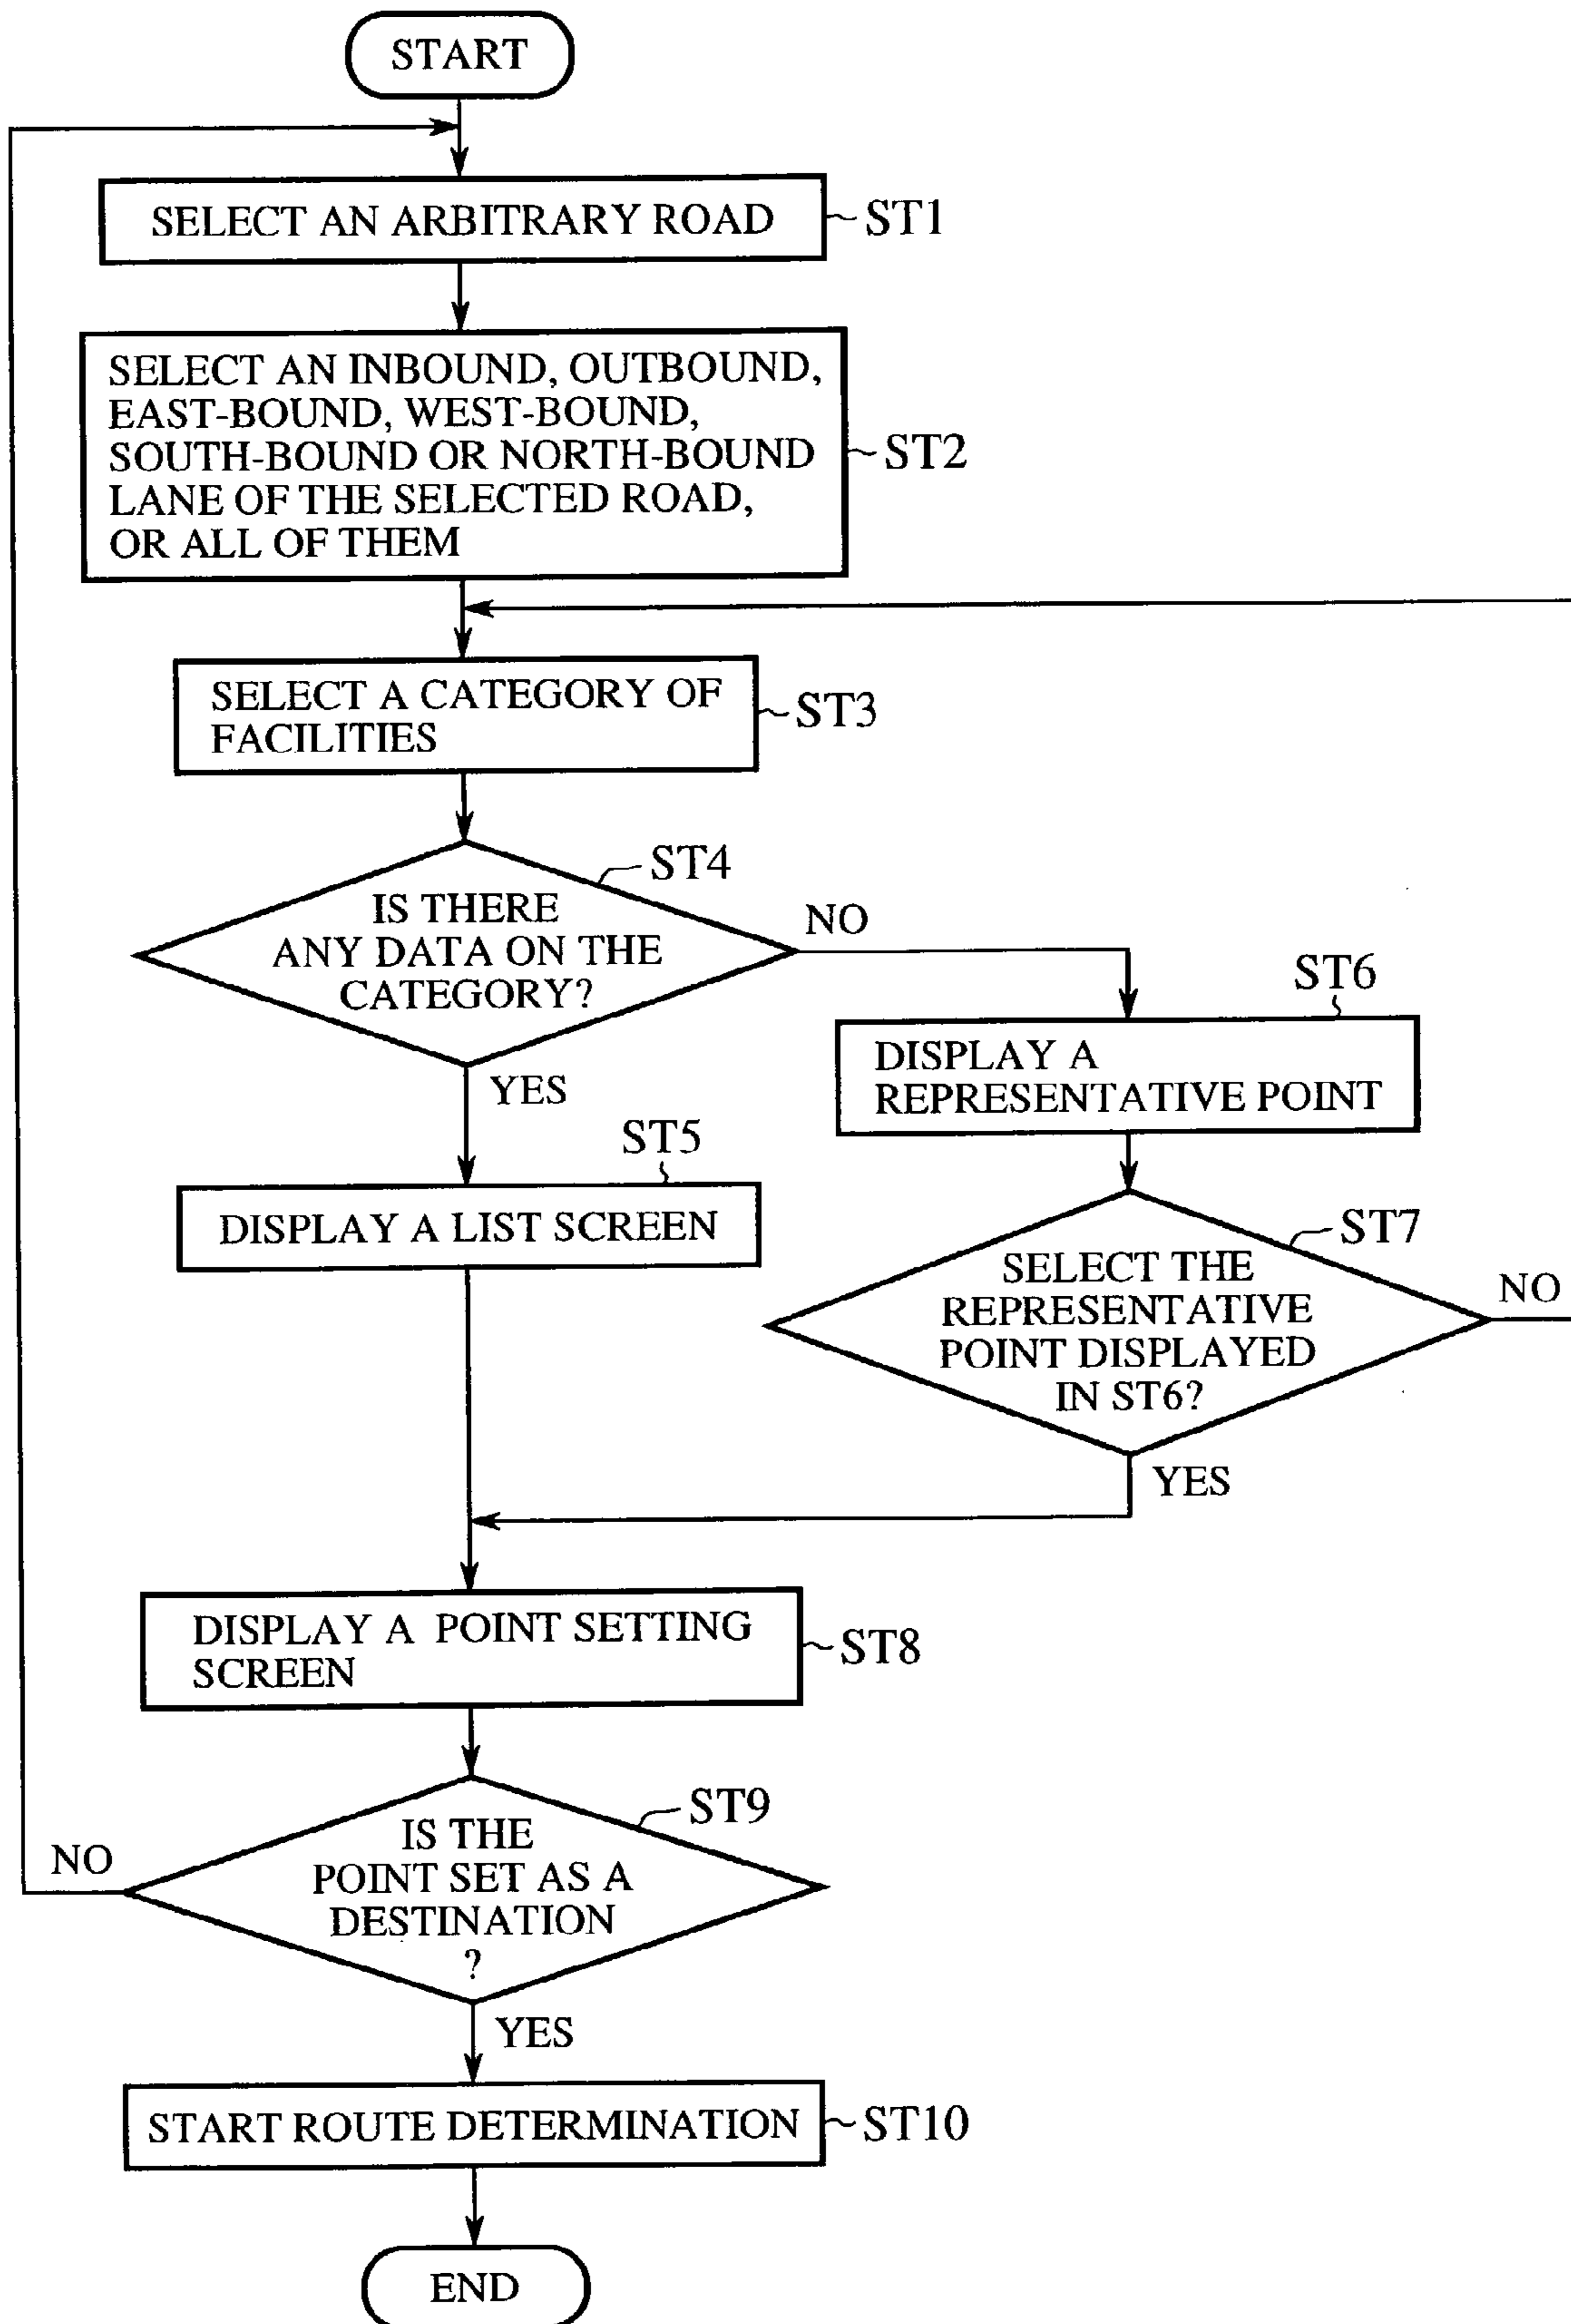 START
SELECT AN ARBITRARY ROAD
ST1
SELECT AN INBOUND, OUTBOUND,
EAST-BOUND, WEST-BOUND,
SOUTH-BOUND OR NORTH-BOUND
LANE OF THE SELECTED ROAD,
OR ALL OF THEM
ST2
SELECT A CATEGORY OF
FACILITIES
ST3
ST4
IS THERE
ANY DATA ON THE
CATEGORY?
NO
YES
ST6
DISPLAY A
REPRESENTATIVE POINT
ST5
DISPLAY A LIST SCREEN
ST7
SELECT THE
REPRESENTATIVE
POINT DISPLAYED
IN ST6?
NO
YES
DISPLAY A POINT SETTING
SCREEN
ST8
ST9
IS THE
POINT SET AS A
DESTINATION
?
NO
YES
START ROUTE DETERMINATION
ST10
END